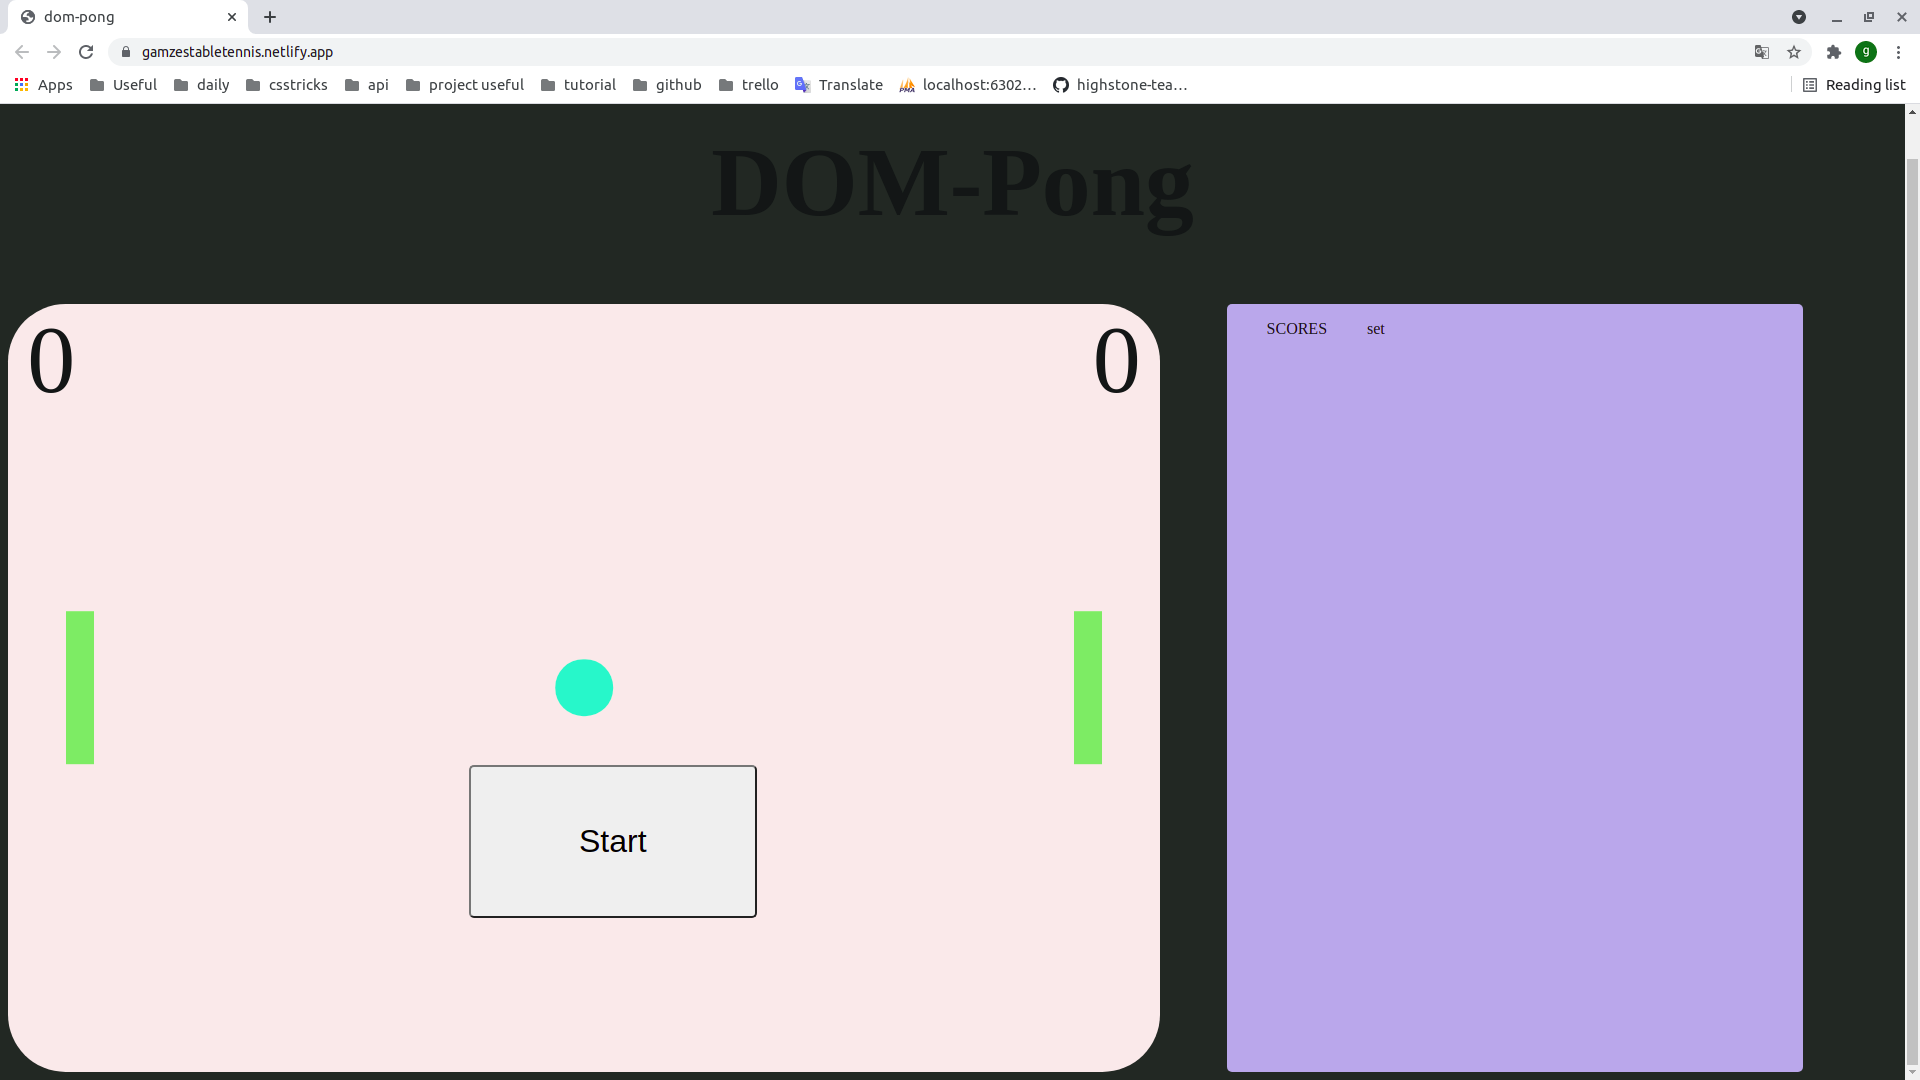 dom-pong
gamzestabletennis.netlify.app
g
Apps Useful daily csstricks api project useful tutorial github trello Translate localhost:6302... highstone-tea... Reading list
DOM-Pong
0 0
SCORES set
Start